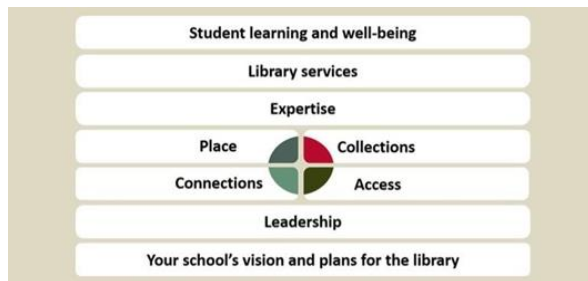 Student learning and well-being
Library services
Expertise
Place Collections
Connections Access
Leadership
Your school's vision and plans for the library